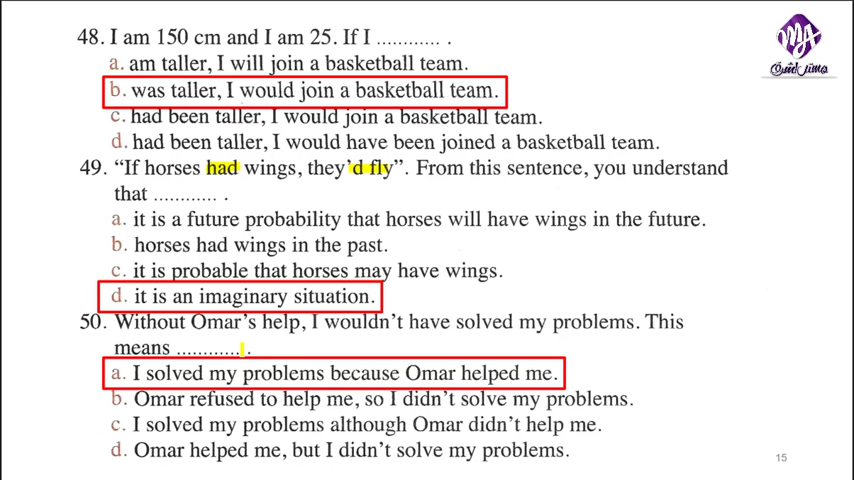 48. I am 150 cm and I am 25. If I ............ .
a. am taller, I will join a basketball team.
b. was taller, I would join a basketball team.
c. had been taller, I would join a basketball team.
d. had been taller, I would have been joined a basketball team.
49. “If horses had wings, they’d fly”. From this sentence, you understand
that ............ .
a. it is a future probability that horses will have wings in the future.
b. horses had wings in the past.
c. it is probable that horses may have wings.
d. it is an imaginary situation.
50. Without Omar’s help, I wouldn’t have solved my problems. This
means ............ .
a. I solved my problems because Omar helped me.
b. Omar refused to help me, so I didn’t solve my problems.
c. I solved my problems although Omar didn’t help me.
d. Omar helped me, but I didn’t solve my problems.
15
MA